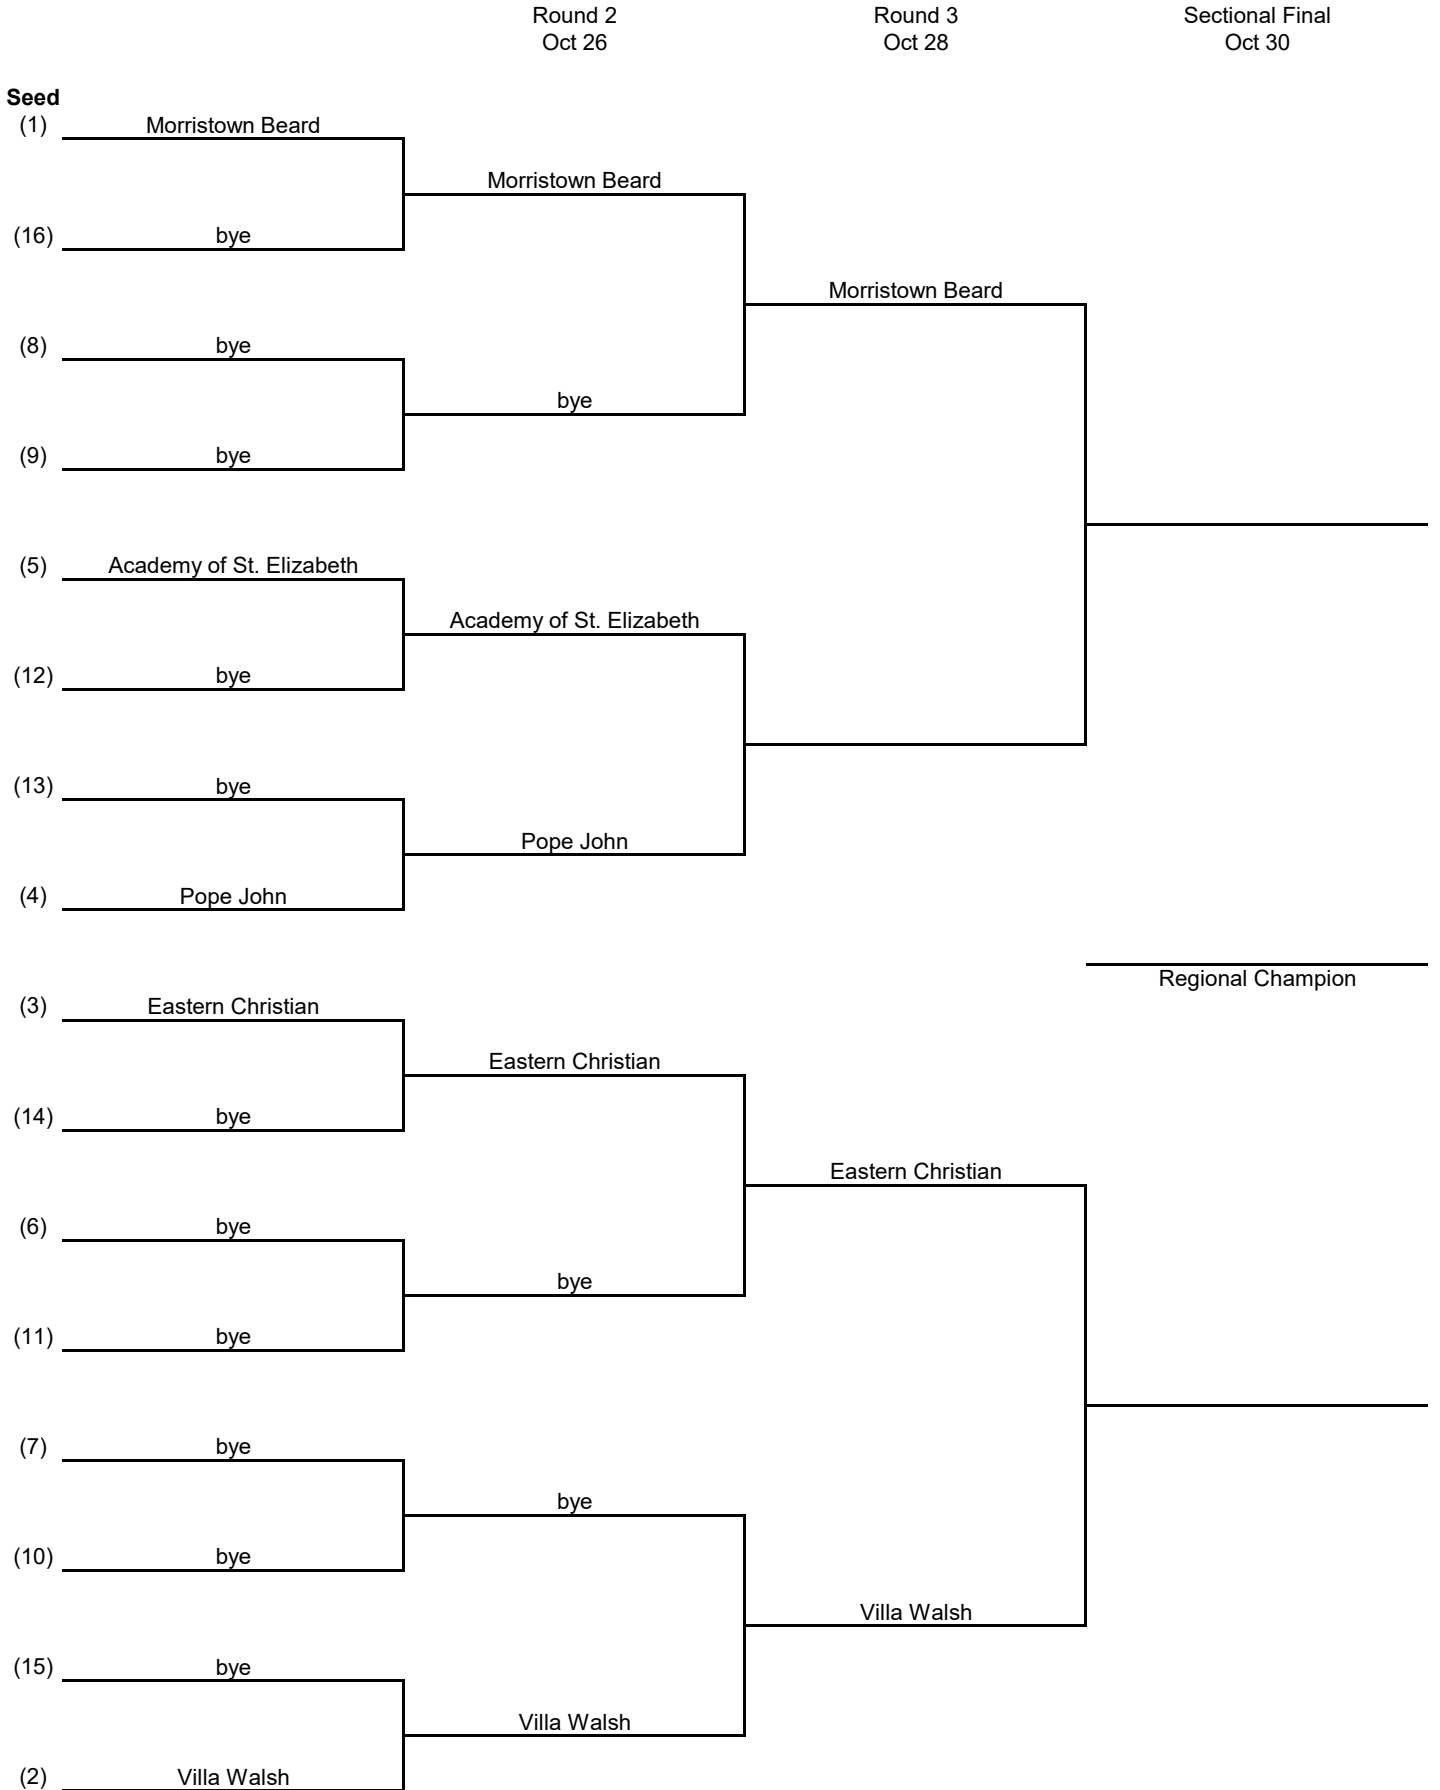 Round 2 Round 3 Sectional Final
Oct 26 Oct 28 Oct 30
Seed
(1) Morristown Beard
Morristown Beard
(16) bye
Morristown Beard
(8) bye
bye
(9) bye
(5) Academy of St. Elizabeth
Academy of St. Elizabeth
(12) bye
(13) bye
Pope John
(4) Pope John
Regional Champion
(3) Eastern Christian
Eastern Christian
(14) bye
Eastern Christian
(6) bye
bye
(11) bye
(7) bye
bye
(10) bye
Villa Walsh
(15) bye
Villa Walsh
(2) Villa Walsh